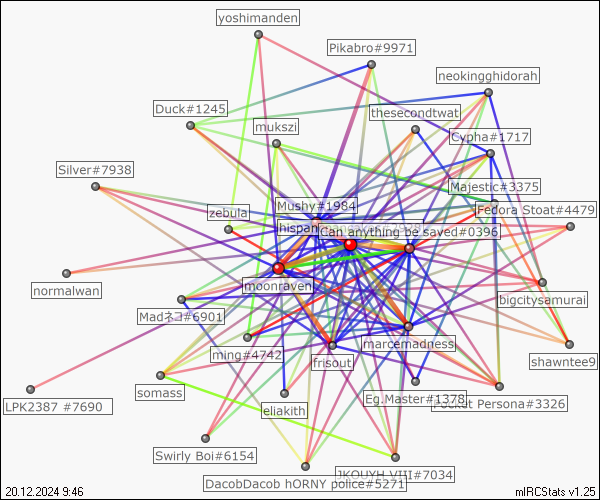 yoshimanden
Pikabro#9971
neokingghidorah
Duck#1245
thesecondtwat
mukszi
Cypha#1717
Silver#7938
Majestic#3375
Mushy#1984
Fedora Stoat#4479
zebula
hispan
Can anything be saved#0396
normalwan
moonraven
bigcitysamurai
Madネコ#6901
marcemadness
ming#4742
frisout
shawntee9
somass
Eg.Master#1378
Pocket Persona#3326
LPK2387 #7690
eliakith
Swirly Boi#6154
JKOUYH VIII#7034
DacobDacob hORNY police#5271
20.12.2024 9:46
mIRCStats v1.25